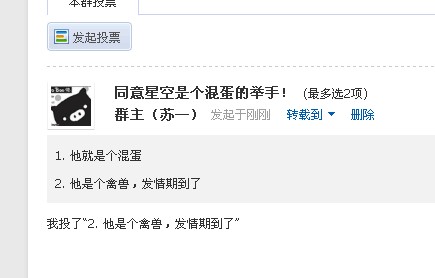 本群投票
发起投票
同意星空是个混蛋的举手！ (最多选2项)
群主（苏一） 发起于刚刚 转载到 删除
1. 他就是个混蛋
2. 他是个禽兽，发情期到了
我投了“2. 他是个禽兽，发情期到了”